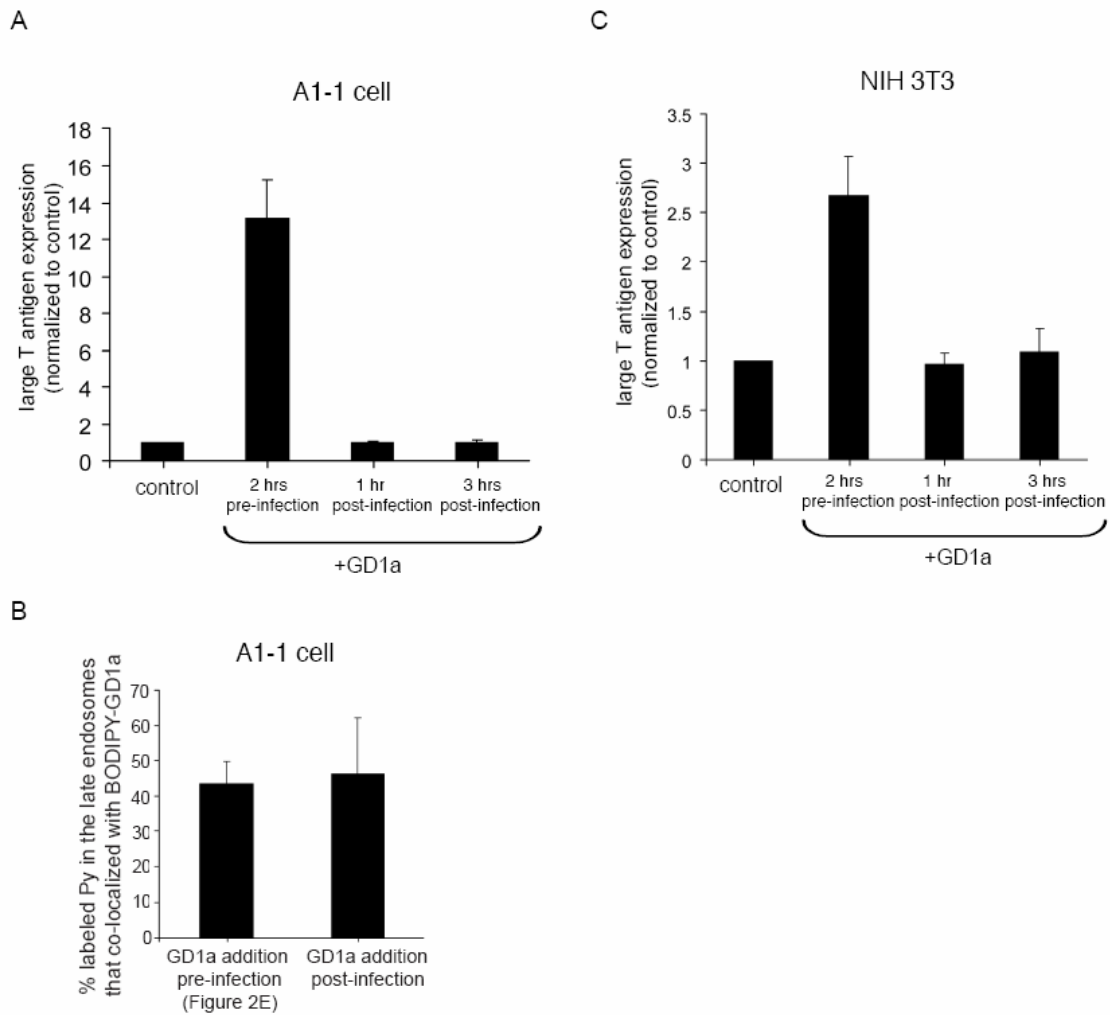 A
A1-1 cell
large T antigen expression
(normalized to control)
18
16
14
12
10
8
6
4
2
0
control
2 hrs
pre-infection
1 hr
post-infection
3 hrs
post-infection
+GD1a
C
NIH 3T3
large T antigen expression
(normalized to control)
3.5
3
2.5
2
1.5
1
0.5
0
control
2 hrs
pre-infection
1 hr
post-infection
3 hrs
post-infection
+GD1a
B
A1-1 cell
% labeled Py in the late endosomes
that co-localized with BODIPY-GD1a
70
60
50
40
30
20
10
0
GD1a addition
pre-infection
(Figure 2E)
GD1a addition
post-infection